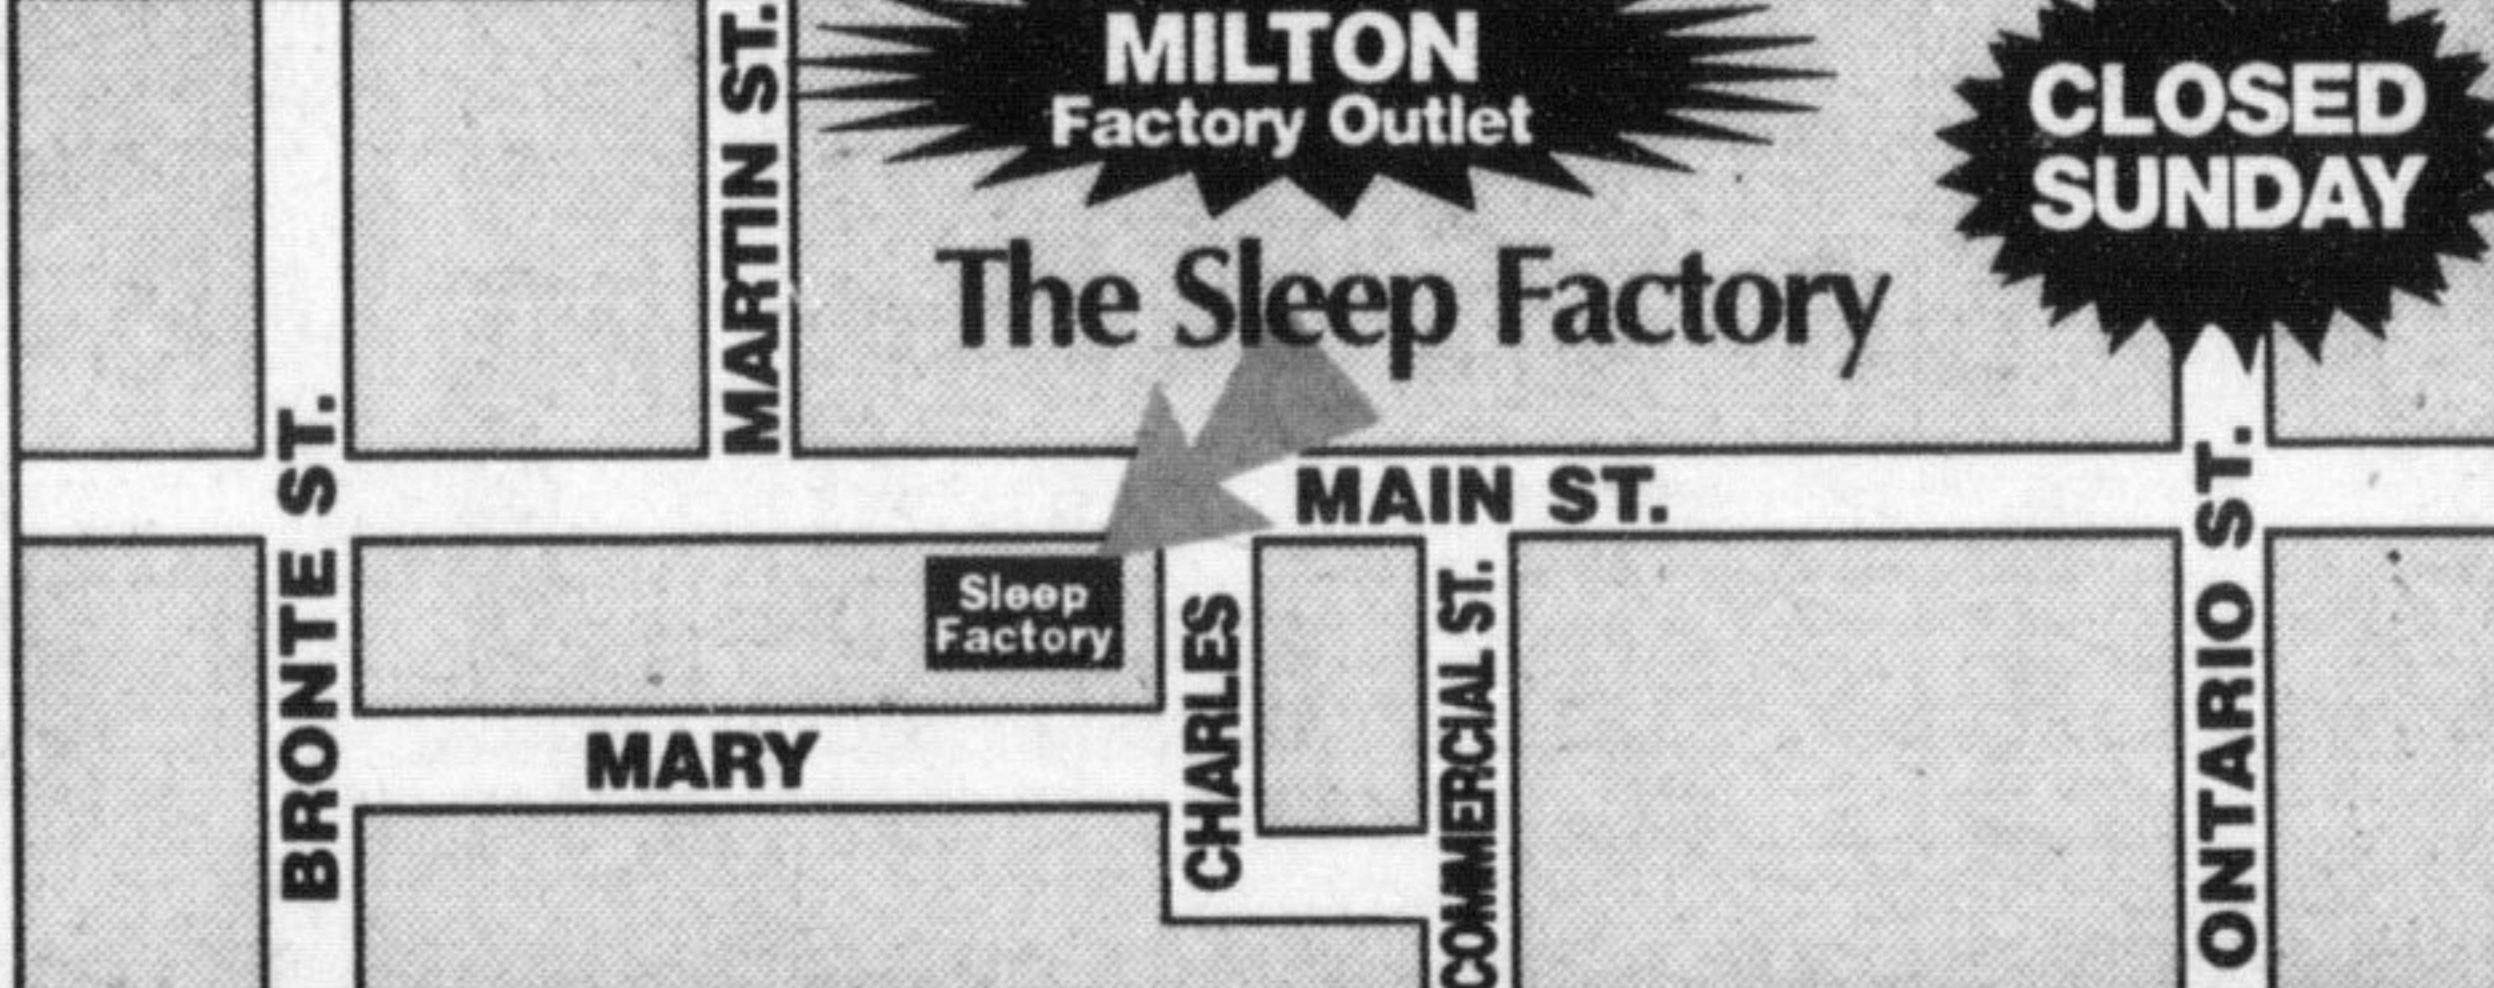 MILTON
Factory Outlet
CLOSED
SUNDAY
MARTIN ST.
The Sleep Factory
BRONTE ST.
MAIN ST.
ONTARIO ST.
Sleep
Factory
CHARLES
COMMERCIAL ST.
MARY